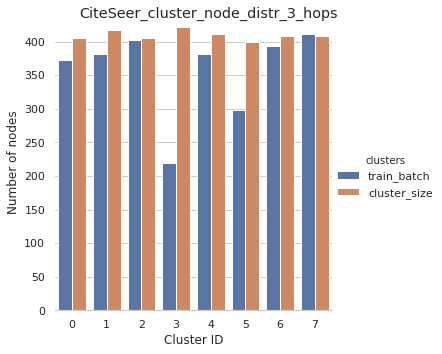 CiteSeer_cluster_node_distr_3_hops
400
350
300
250
200
150
100
50
0
Number of nodes
0 1 2 3 4 5 6 7
Cluster ID
clusters
train_batch
cluster_size